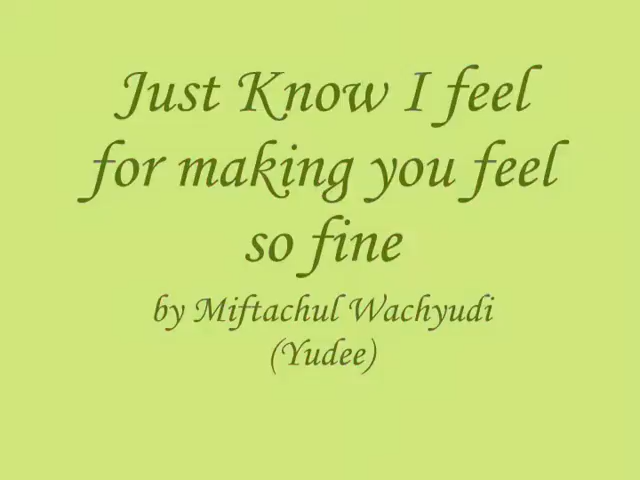 Just Know I feel
for making you feel
so fine
by Miftachul Wachyudi
(Yudee)